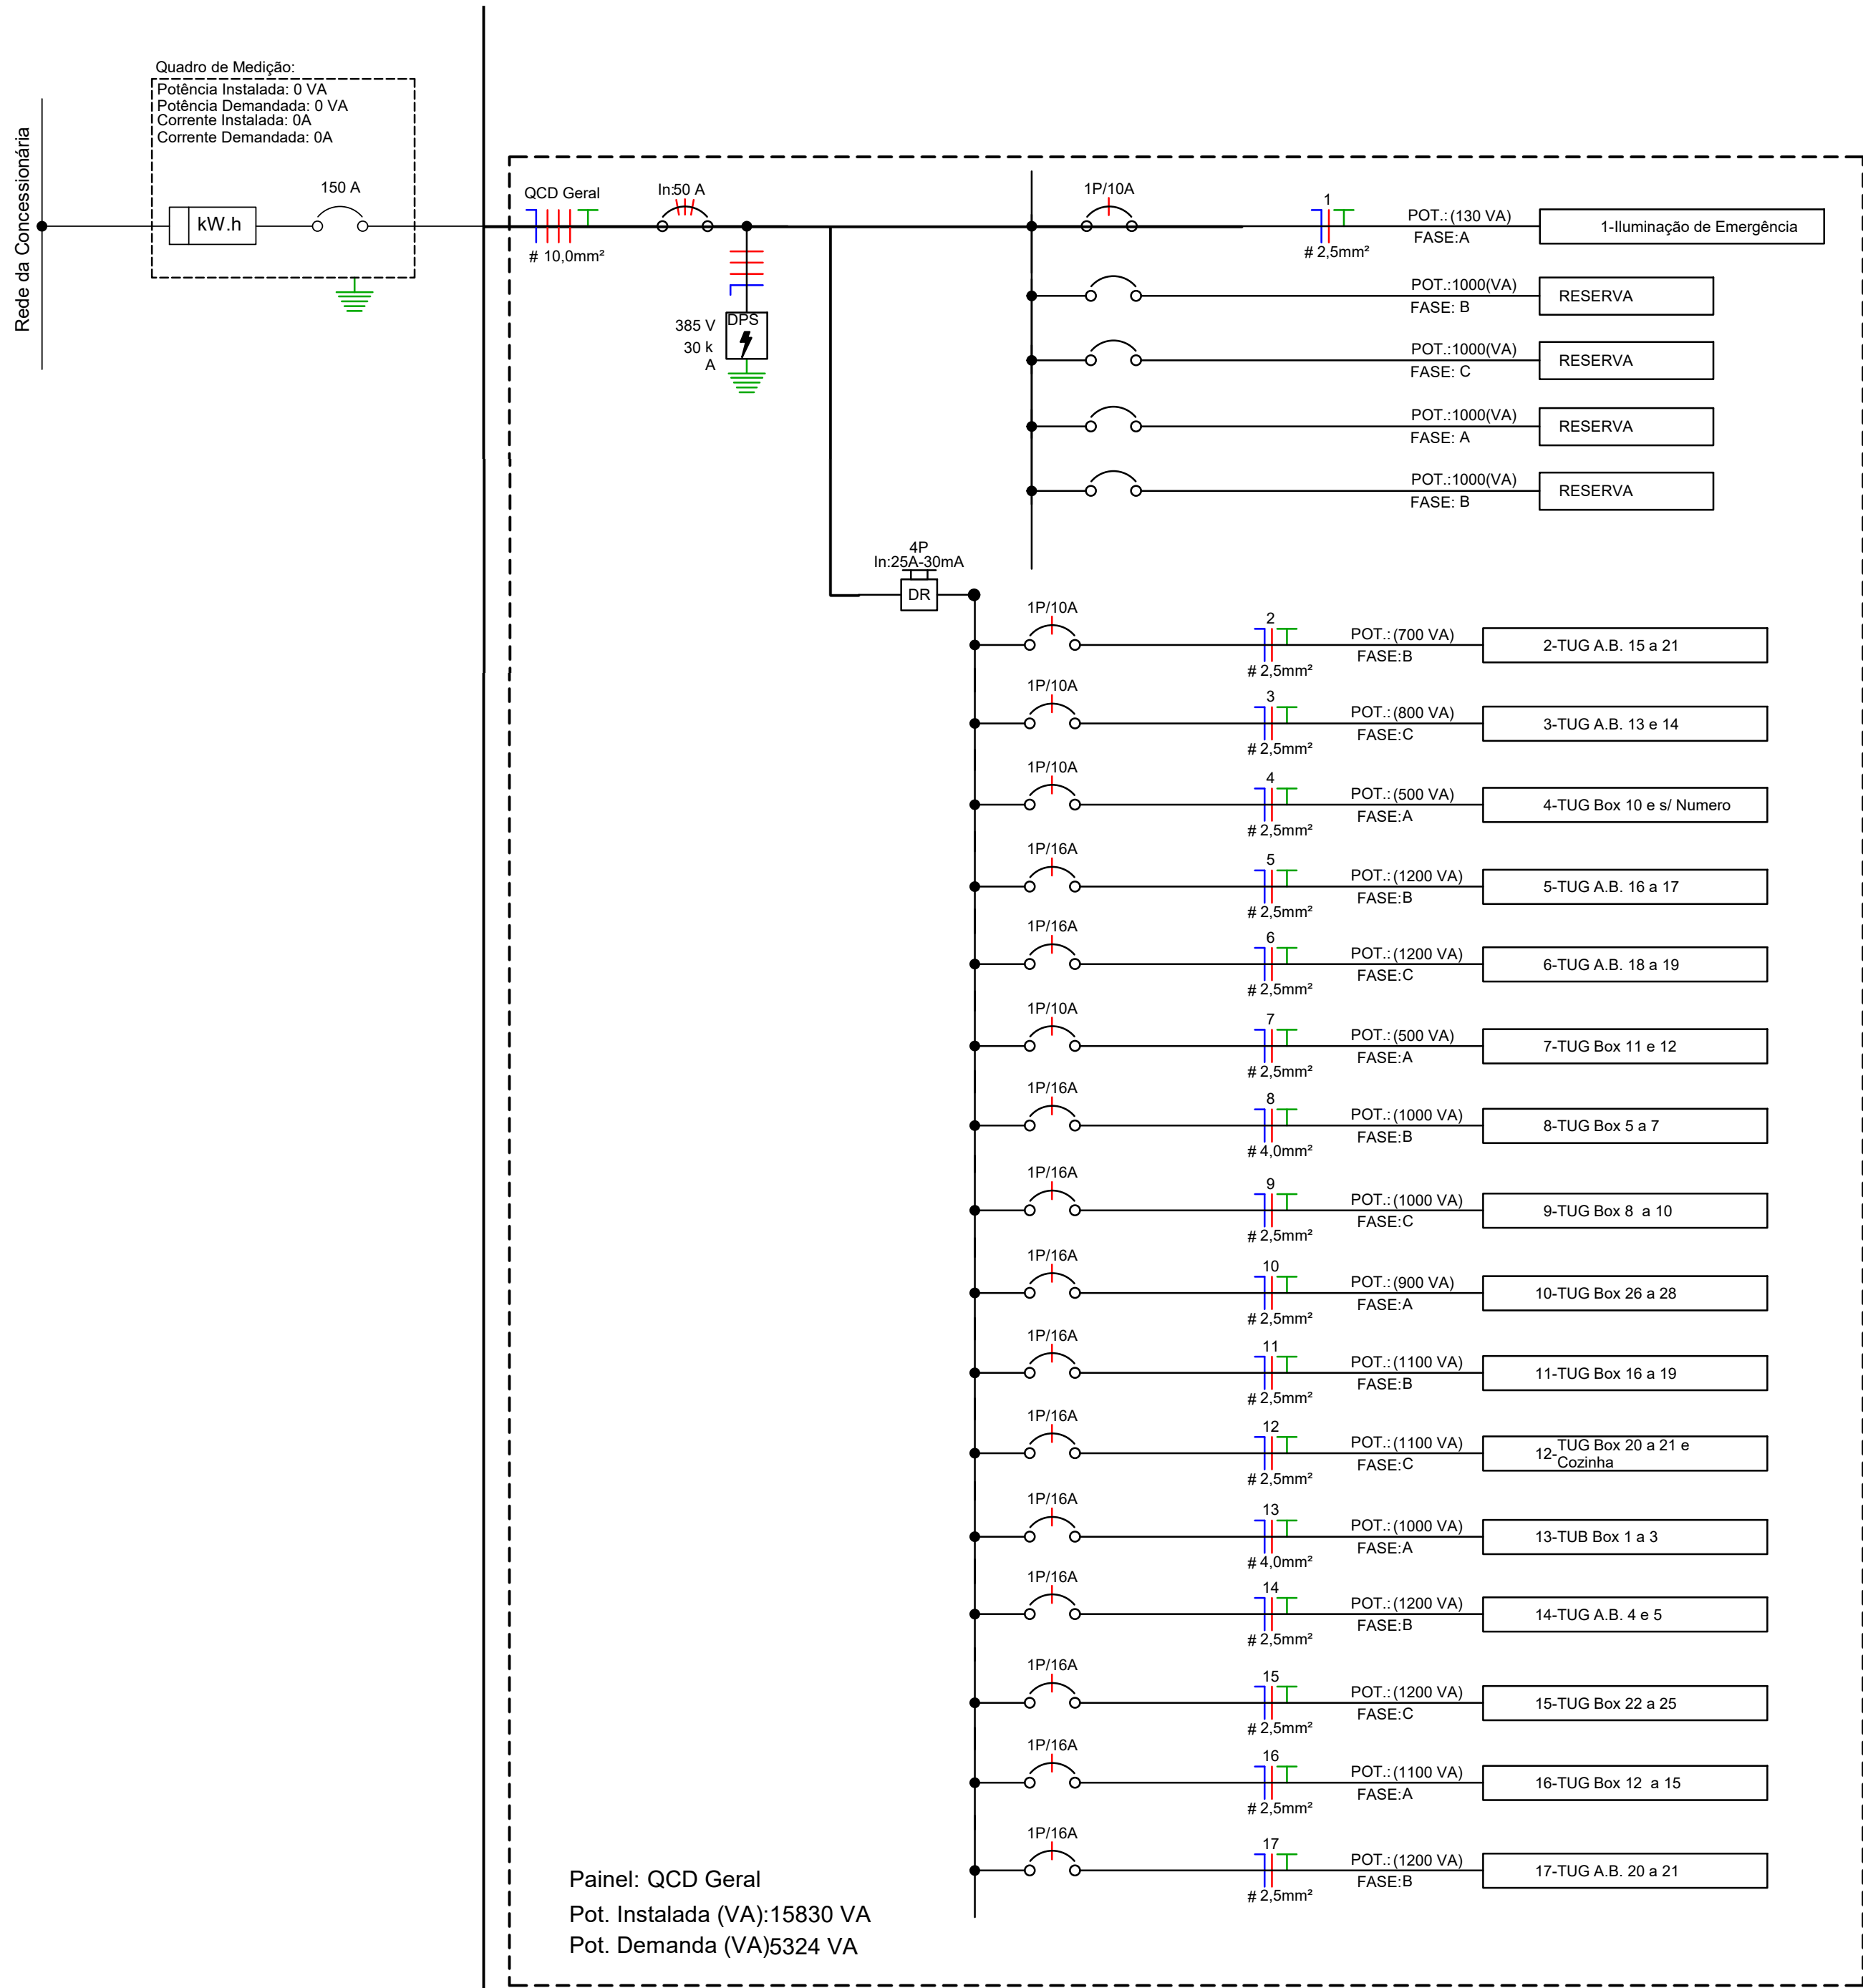 Quadro de Medição:
Potência Instalada: 0 VA
Potência Demandada: 0 VA
Corrente Instalada: 0A
Corrente Demandada: 0A
Rede da Concessionária
kW.h
150 A
QCD Geral
# 10,0mm²
In:50 A
DPS
385 V
30 k
A
1P/10A
1
# 2,5mm²
POT.: (130 VA)
FASE:A
1-Iluminação de Emergência
POT.:1000(VA)
FASE: B
RESERVA
POT.:1000(VA)
FASE: C
RESERVA
POT.:1000(VA)
FASE: A
RESERVA
POT.:1000(VA)
FASE: B
RESERVA
4P
In:25A-30mA
DR
1P/10A
2
# 2,5mm²
POT.: (700 VA)
FASE:B
2-TUG A.B. 15 a 21
1P/10A
3
# 2,5mm²
POT.: (800 VA)
FASE:C
3-TUG A.B. 13 e 14
1P/10A
4
# 2,5mm²
POT.: (500 VA)
FASE:A
4-TUG Box 10 e s/ Numero
1P/16A
5
# 2,5mm²
POT.: (1200 VA)
FASE:B
5-TUG A.B. 16 a 17
1P/16A
6
# 2,5mm²
POT.: (1200 VA)
FASE:C
6-TUG A.B. 18 a 19
1P/10A
7
# 2,5mm²
POT.: (500 VA)
FASE:A
7-TUG Box 11 e 12
1P/16A
8
# 4,0mm²
POT.: (1000 VA)
FASE:B
8-TUG Box 5 a 7
1P/16A
9
# 2,5mm²
POT.: (1000 VA)
FASE:C
9-TUG Box 8 a 10
1P/16A
10
# 2,5mm²
POT.: (900 VA)
FASE:A
10-TUG Box 26 a 28
1P/16A
11
# 2,5mm²
POT.: (1100 VA)
FASE:B
11-TUG Box 16 a 19
1P/16A
12
# 2,5mm²
POT.: (1100 VA)
FASE:C
12-TUG Box 20 a 21 e
Cozinha
1P/16A
13
# 4,0mm²
POT.: (1000 VA)
FASE:A
13-TUB Box 1 a 3
1P/16A
14
# 2,5mm²
POT.: (1200 VA)
FASE:B
14-TUG A.B. 4 e 5
1P/16A
15
# 2,5mm²
POT.: (1200 VA)
FASE:C
15-TUG Box 22 a 25
1P/16A
16
# 2,5mm²
POT.: (1100 VA)
FASE:A
16-TUG Box 12 a 15
1P/16A
17
# 2,5mm²
POT.: (1200 VA)
FASE:B
17-TUG A.B. 20 a 21
Painel: QCD Geral
Pot. Instalada (VA):15830 VA
Pot. Demanda (VA)5324 VA